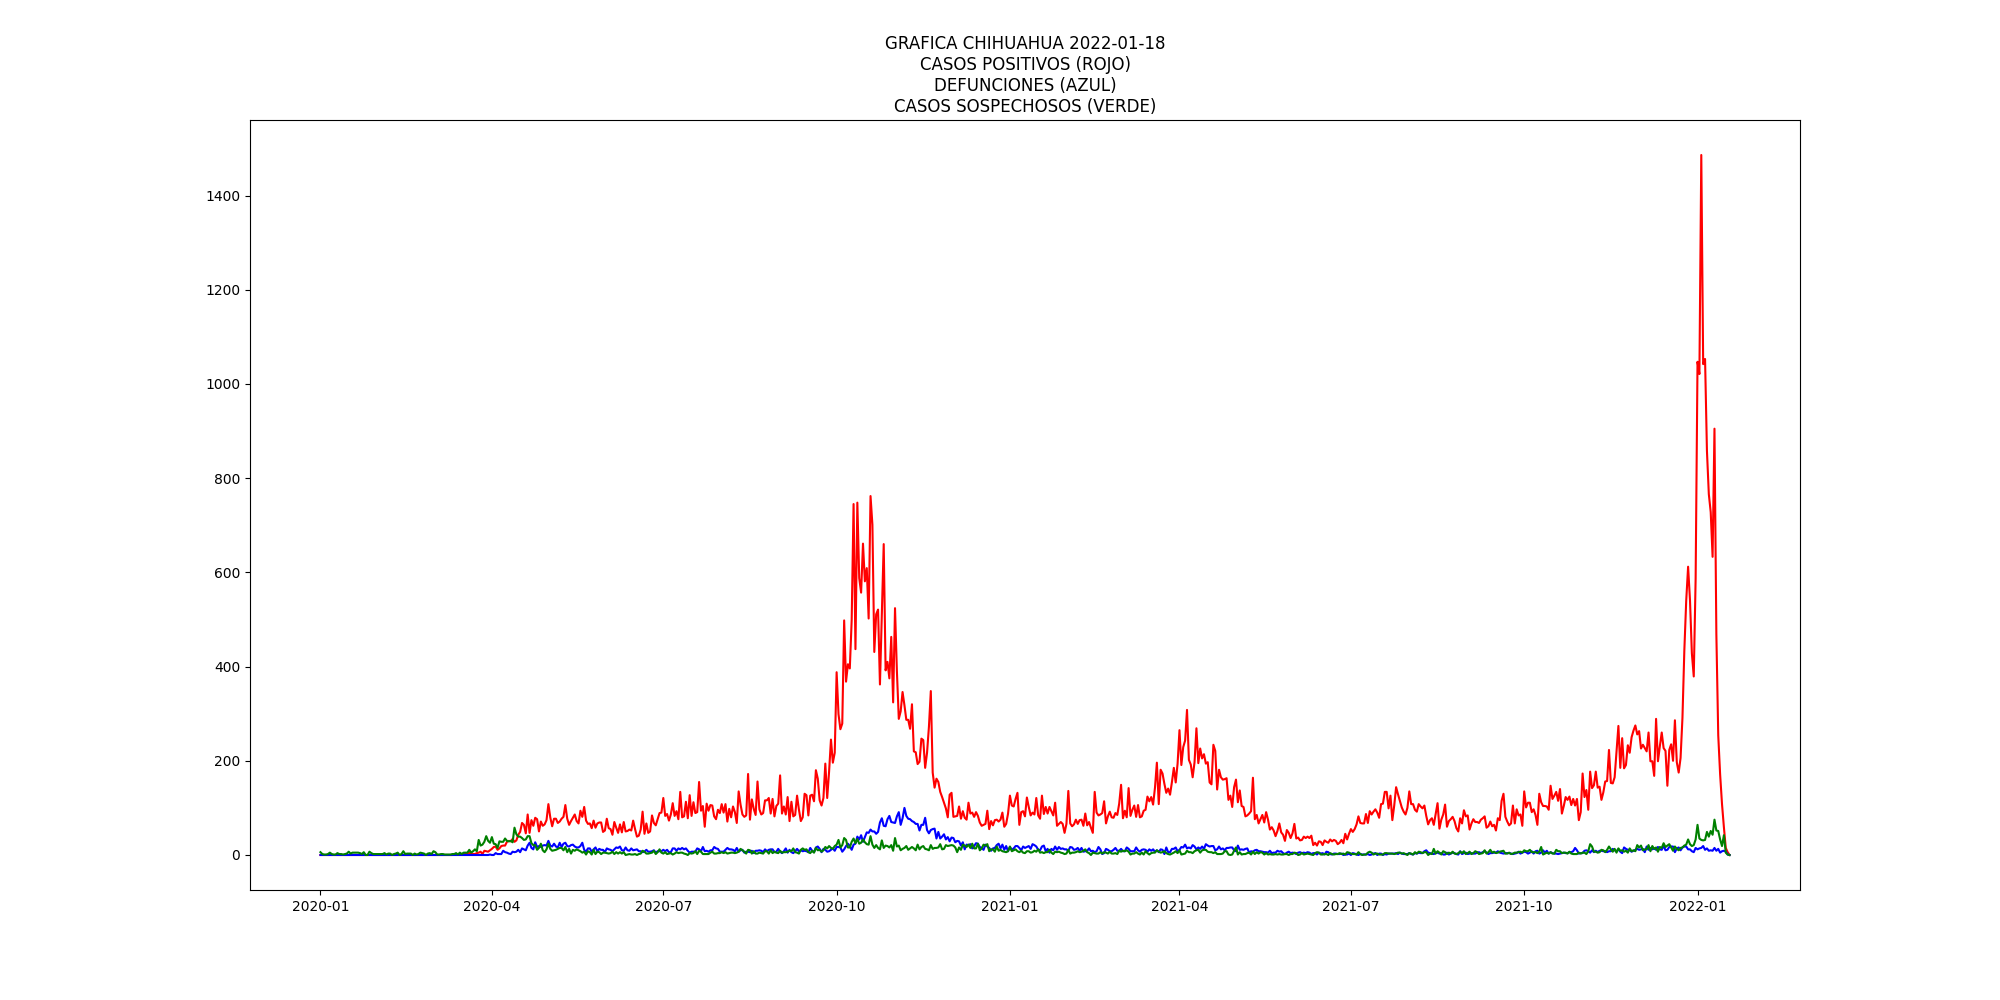 GRAFICA CHIHUAHUA 2022-01-18
CASOS POSITIVOS (ROJO)
DEFUNCIONES (AZUL)
CASOS SOSPECHOSOS (VERDE)
1400
1200
1000
800
600
400
200
0
2020-01 2020-04 2020-07 2020-10 2021-01 2021-04 2021-07 2021-10 2022-01